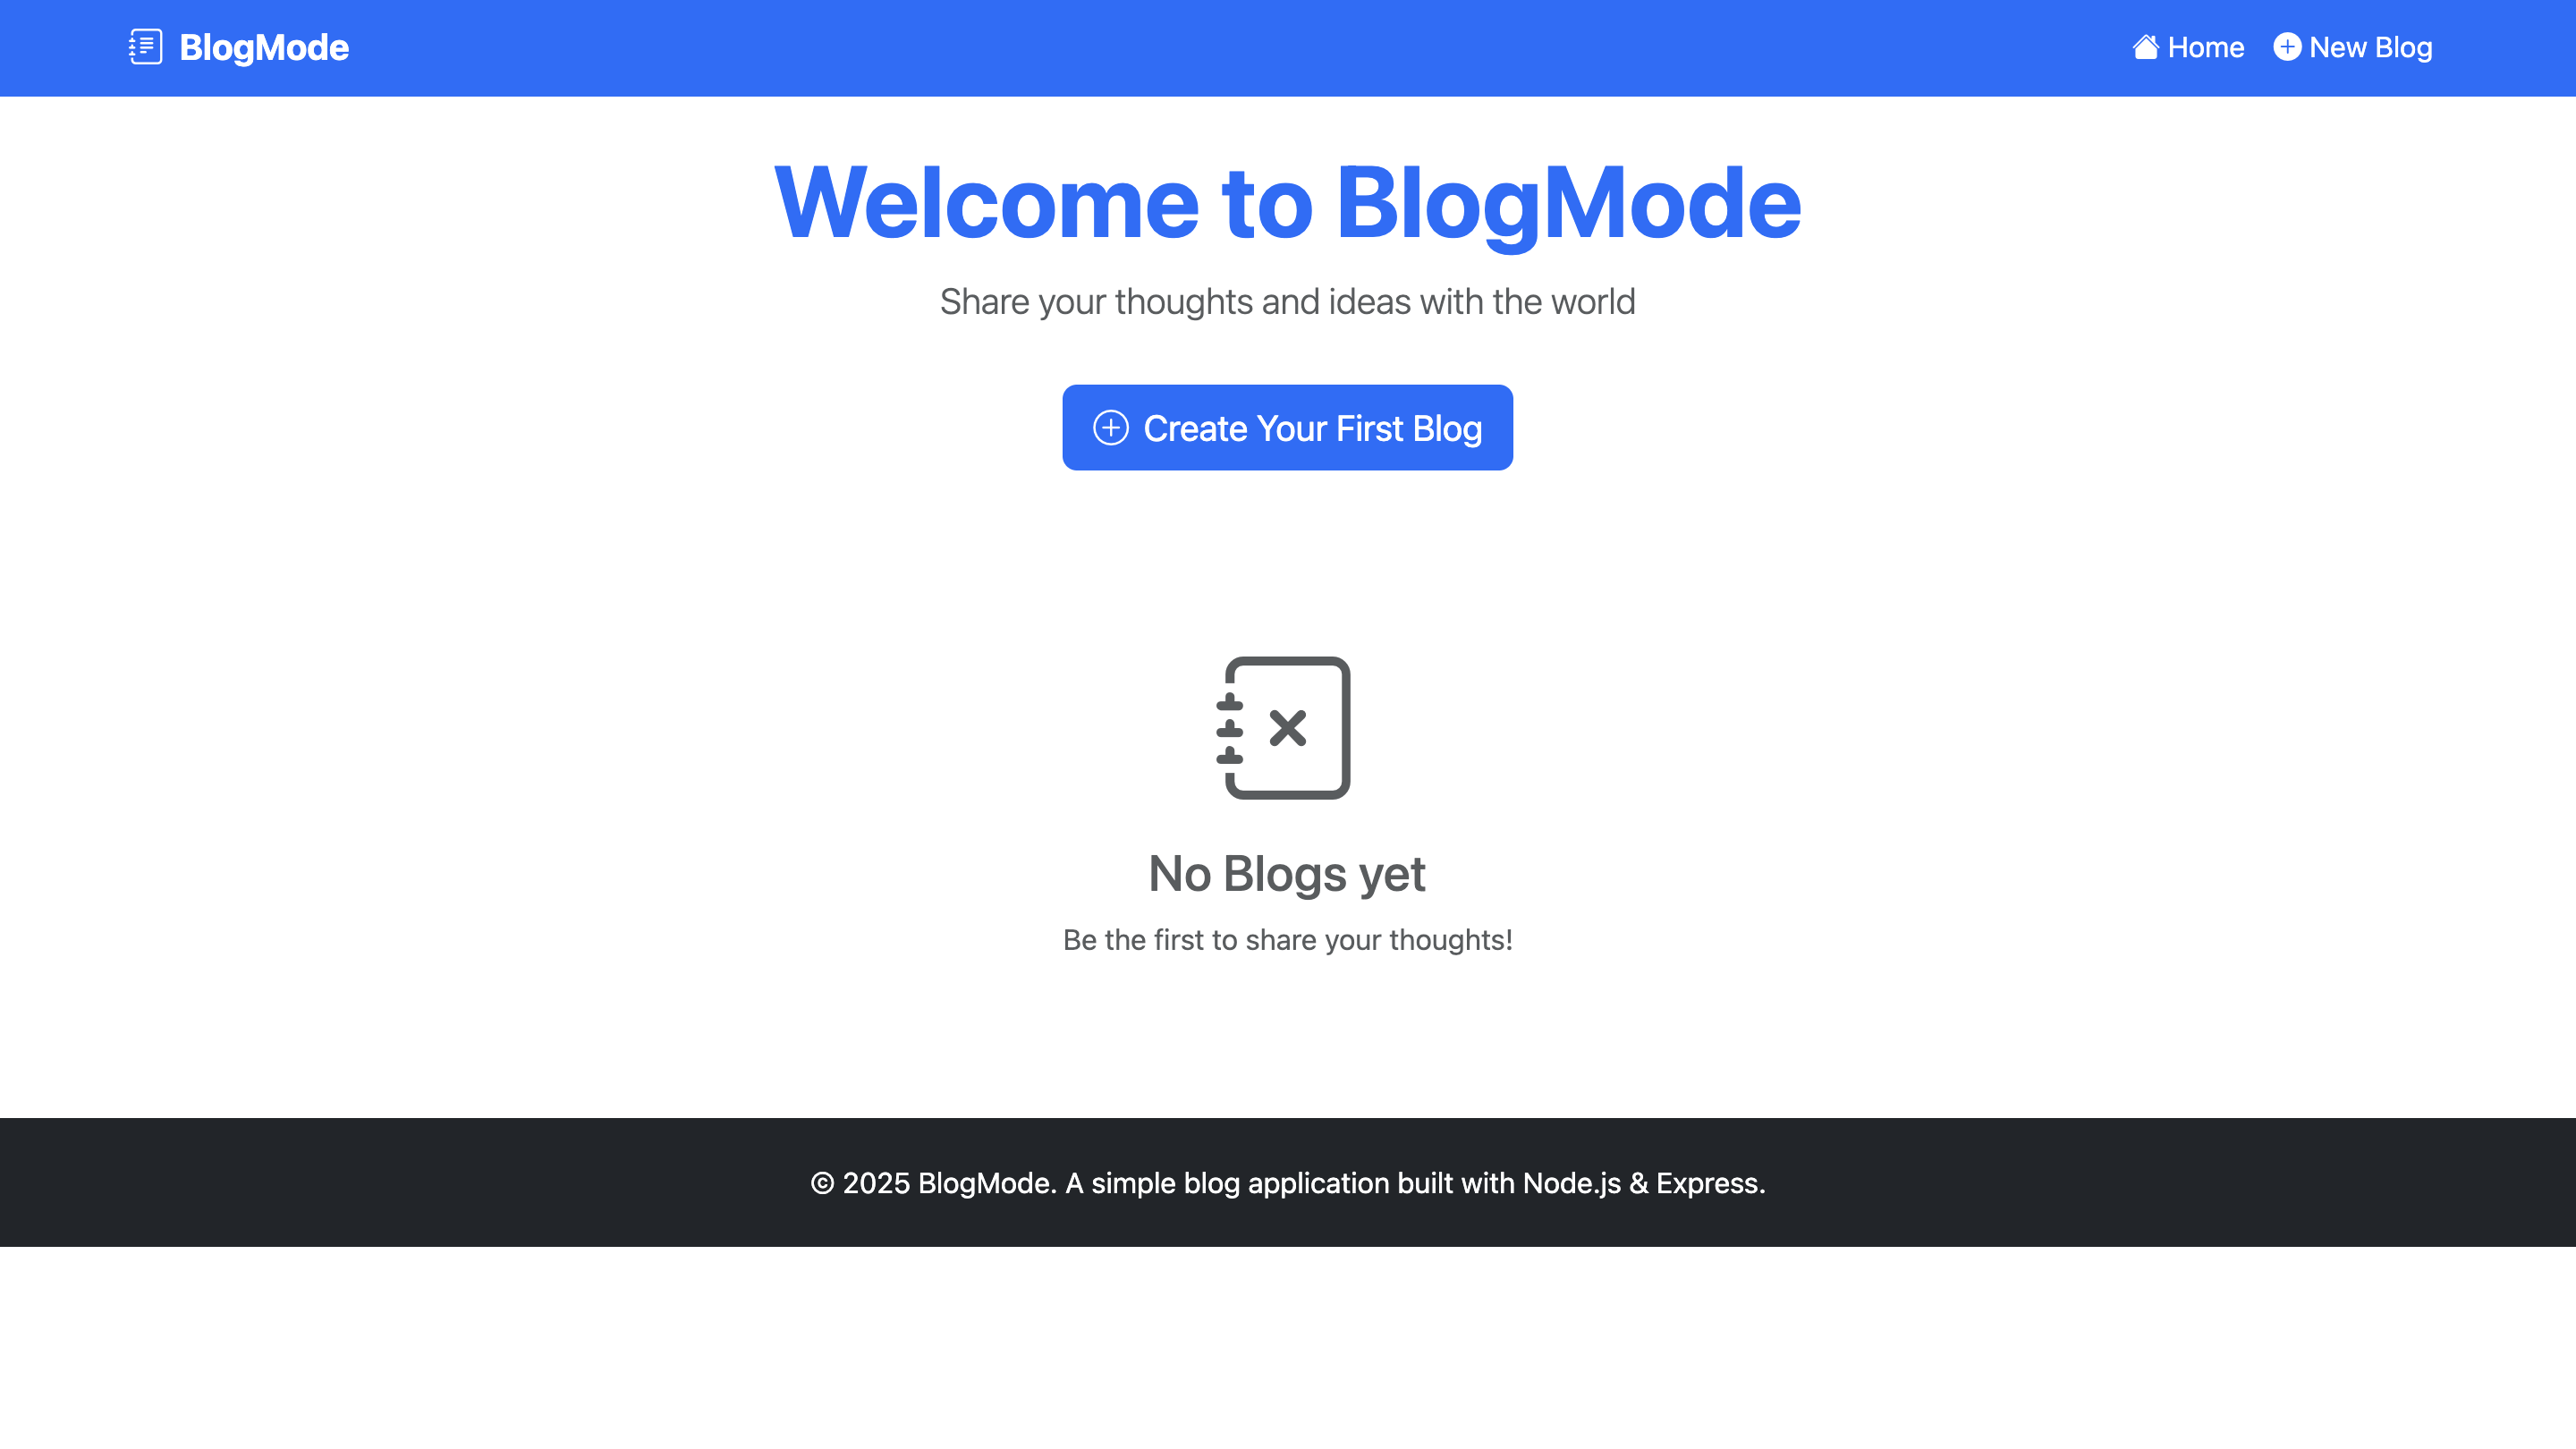 BlogMode
Home
New Blog
Welcome to BlogMode
Share your thoughts and ideas with the world
Create Your First Blog
No Blogs yet
Be the first to share your thoughts!
© 2025 BlogMode. A simple blog application built with Node.js & Express.